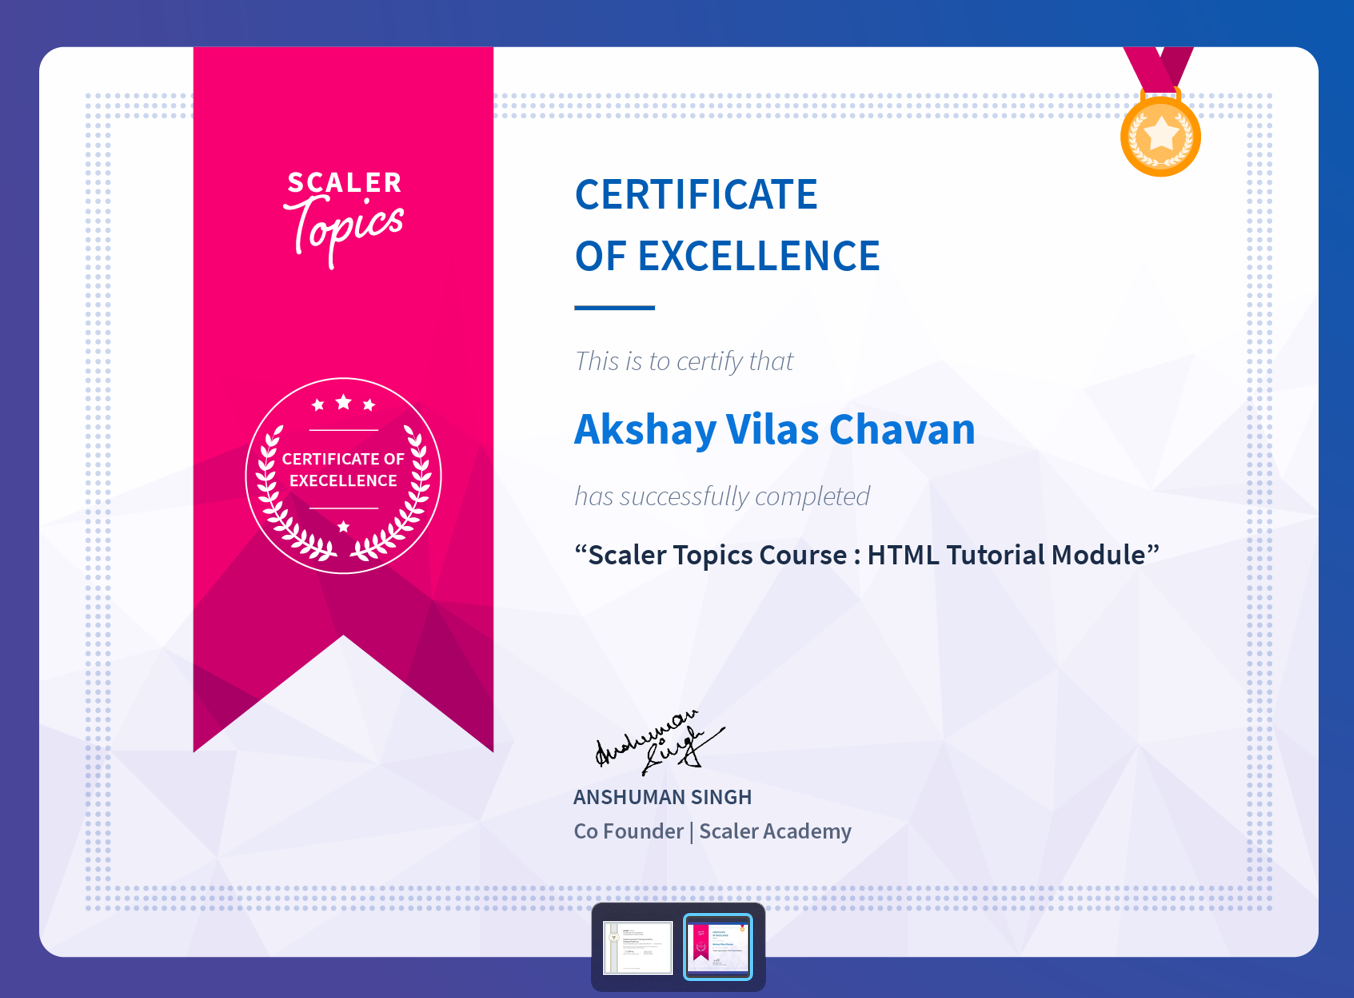 SCALER
Topics
CERTIFICATE OF
EXECELLENCE
CERTIFICATE
OF EXCELLENCE
This is to certify that
Akshay Vilas Chavan
has successfully completed
“Scaler Topics Course : HTML Tutorial Module”
Anshuman
Singh
ANSHUMAN SINGH
Co Founder | Scaler Academy